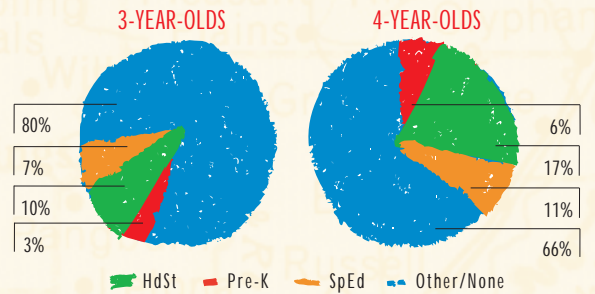 3-YEAR-OLDS
4-YEAR-OLDS
80%
7%
10%
3%
6%
17%
11%
66%
HdSt
Pre-K
SpEd
Other/None